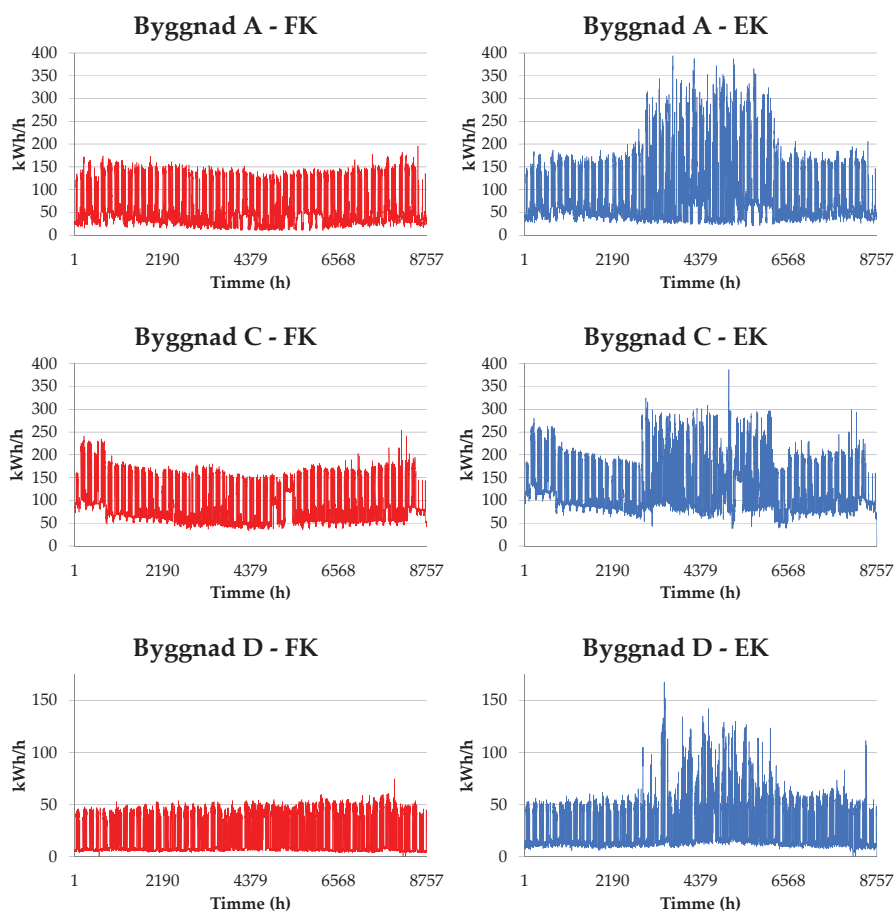 Byggnad A - FK
400
350
300
250
200
150
100
50
0
kWh/h
1 2190 4379 6568 8757
Timme (h)
Byggnad A - EK
400
350
300
250
200
150
100
50
0
kWh/h
1 2190 4379 6568 8757
Timme (h)
Byggnad C - FK
400
350
300
250
200
150
100
50
0
kWh/h
1 2190 4379 6568 8757
Timme (h)
Byggnad C - EK
400
350
300
250
200
150
100
50
0
kWh/h
1 2190 4379 6568 8757
Timme (h)
Byggnad D - FK
150
100
50
0
kWh/h
1 2190 4379 6568 8757
Timme (h)
Byggnad D - EK
150
100
50
0
kWh/h
1 2190 4379 6568 8757
Timme (h)